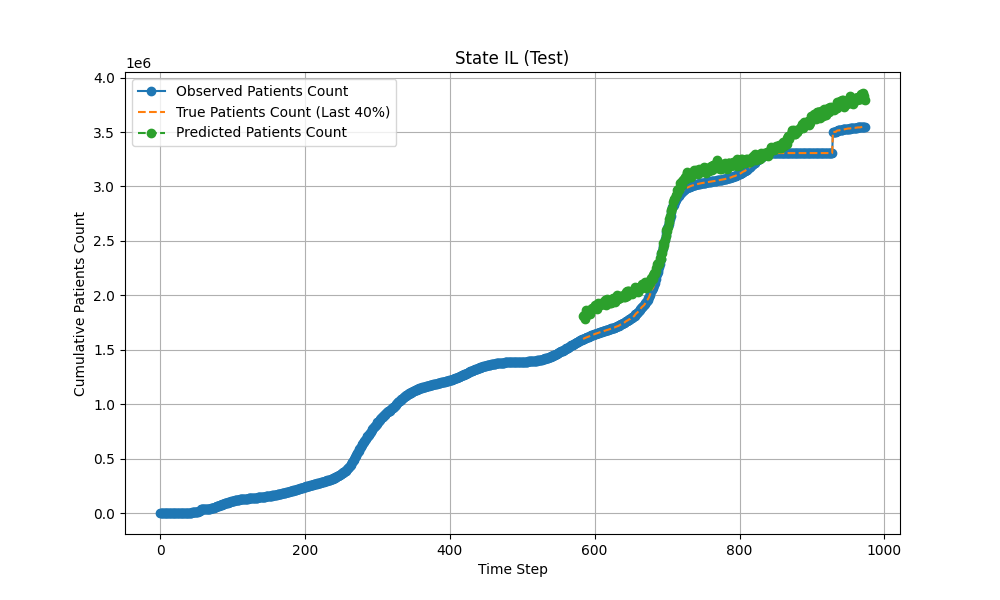 State IL (Test)
1e6
Observed Patients Count
True Patients Count (Last 40%)
Predicted Patients Count
4.0
3.5
3.0
2.5
2.0
1.5
1.0
0.5
0.0
Cumulative Patients Count
0 200 400 600 800 1000
Time Step